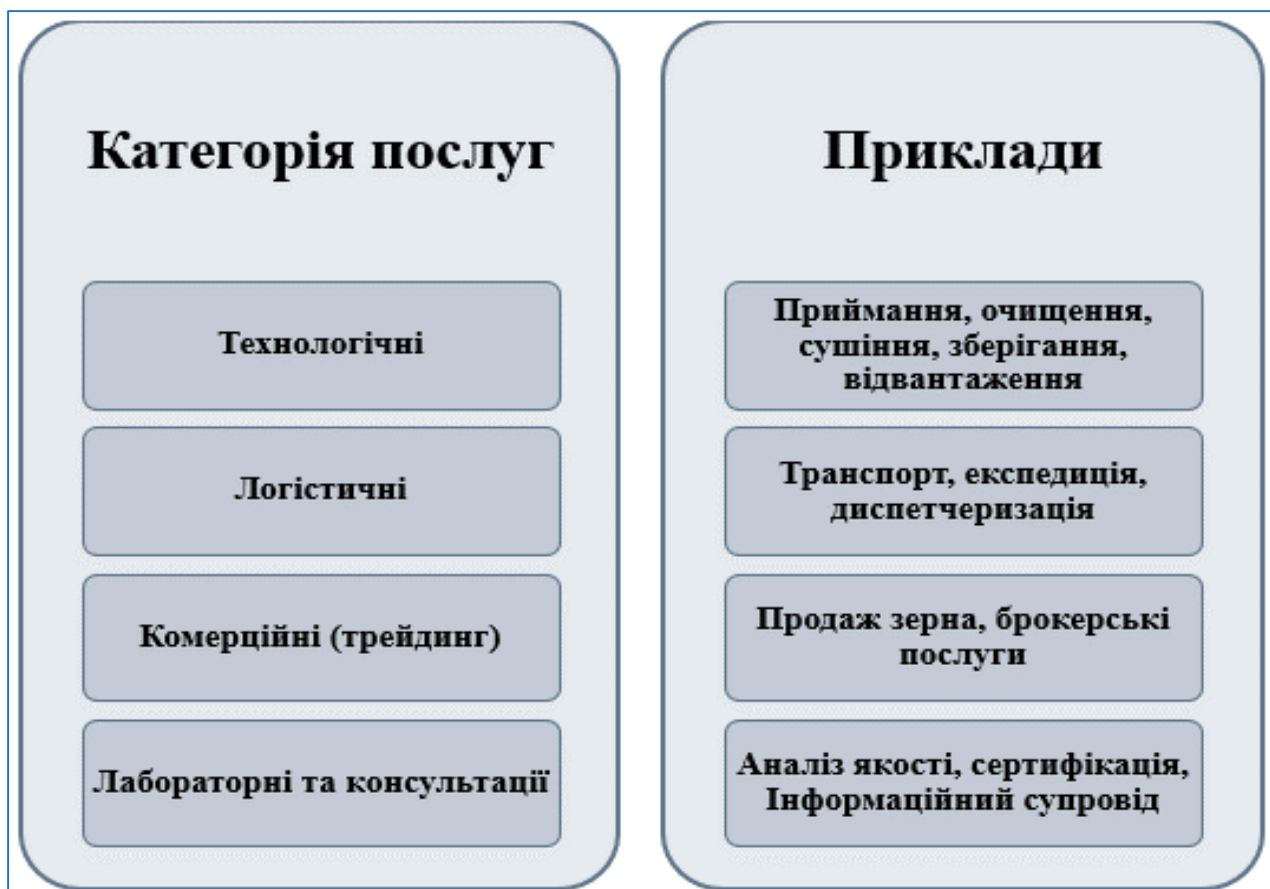 Категорія послуг
Технологічні
Логістичні
Комерційні (трейдинг)
Лабораторні та консультації
Приклади
Приймання, очищення,
сушіння, зберігання,
відвантаження
Транспорт, експедиція,
диспетчеризація
Продаж зерна, брокерські
послуги
Аналіз якості, сертифікація,
Інформаційний супровід